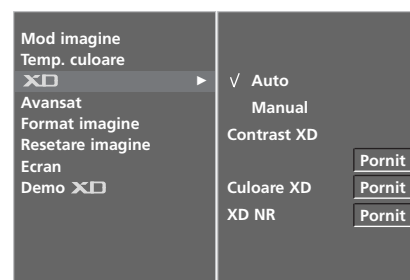 Mod imagine
Temp. culoare
XD
Avansat
Format imagine
Resetare imagine
Ecran
Demo XD
√ Auto
Manual
Contrast XD
Pornit
Culoare XD Pornit
XD NR Pornit